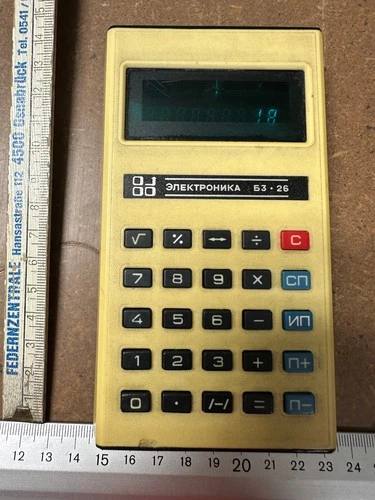 18
ЭЛЕКТРОНИКА Б3·26
√ % ↔ ÷ C
7 8 9 X СП
4 5 6 − ИП
1 2 3 + П+
0 · /−/ = П−
FEDERNZENTRALE Hansastraße 112 4500 Osnabrück Tel. 0541/
12 13 14 15 16 17 18 19 20 21 22 23 24